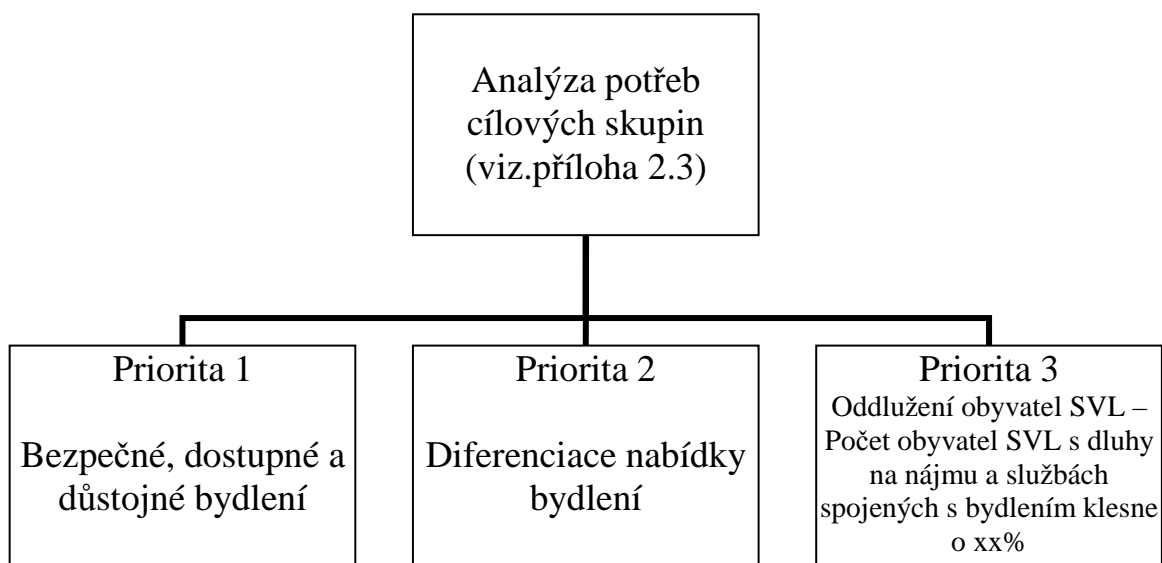 Analýza potřeb
cílových skupin
(viz.příloha 2.3)
Priorita 1
Bezpečné, dostupné a
důstojné bydlení
Priorita 2
Diferenciace nabídky
bydlení
Priorita 3
Oddlužení obyvatel SVL –
Počet obyvatel SVL s dluhy
na nájmu a službách
spojených s bydlením klesne
o xx%